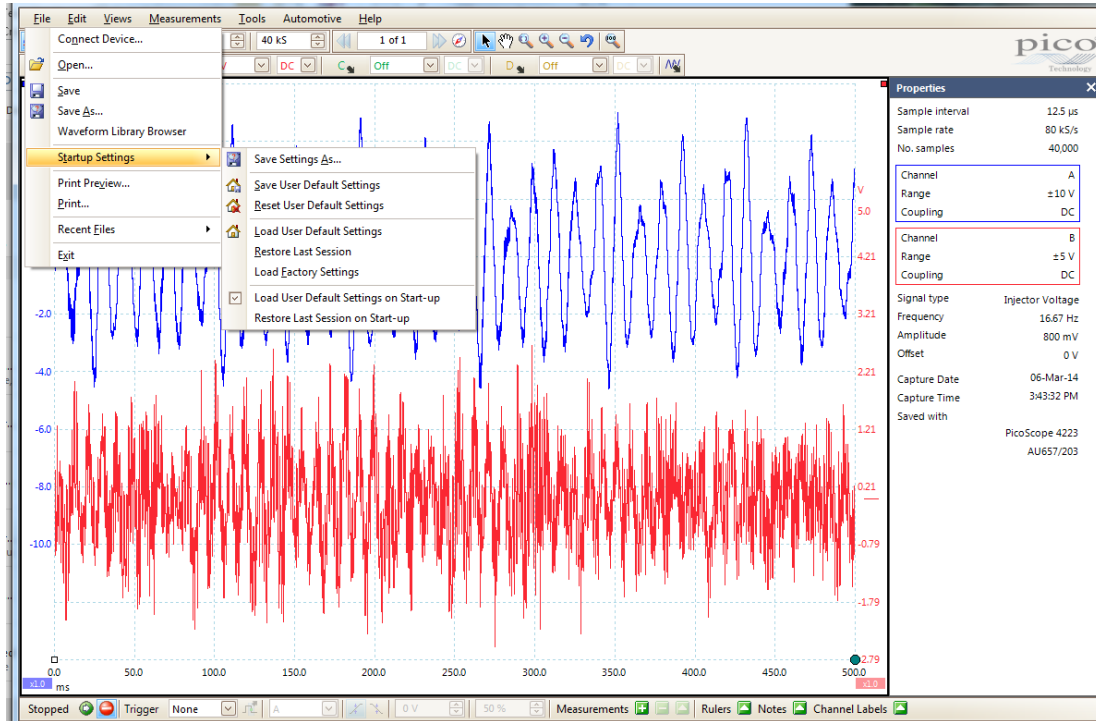 File Edit Views Measurements Tools Automotive Help
40 kS 1 of 1
DC C Off DC D Off DC
pico
Technology
Connect Device...
Open...
Save
Save As...
Waveform Library Browser
Startup Settings
Print Preview...
Print...
Recent Files
Exit
Save Settings As...
Save User Default Settings
Reset User Default Settings
Load User Default Settings
Restore Last Session
Load Factory Settings
Load User Default Settings on Start-up
Restore Last Session on Start-up
-2.0
-4.0
-6.0
-8.0
-10.0
V
5.0
4.21
3.21
2.21
1.21
0.21
-0.79
-1.79
-2.79
0.0 50.0 100.0 150.0 200.0 250.0 300.0 350.0 400.0 450.0 500.0
x1.0 ms x1.0
Properties
Sample interval 12.5 µs
Sample rate 80 kS/s
No. samples 40,000
Channel A
Range ±10 V
Coupling DC
Channel B
Range ±5 V
Coupling DC
Signal type Injector Voltage
Frequency 16.67 Hz
Amplitude 800 mV
Offset 0 V
Capture Date 06-Mar-14
Capture Time 3:43:32 PM
Saved with
PicoScope 4223
AU657/203
Stopped Trigger None A 0 V 50 % Measurements Rulers Notes Channel Labels